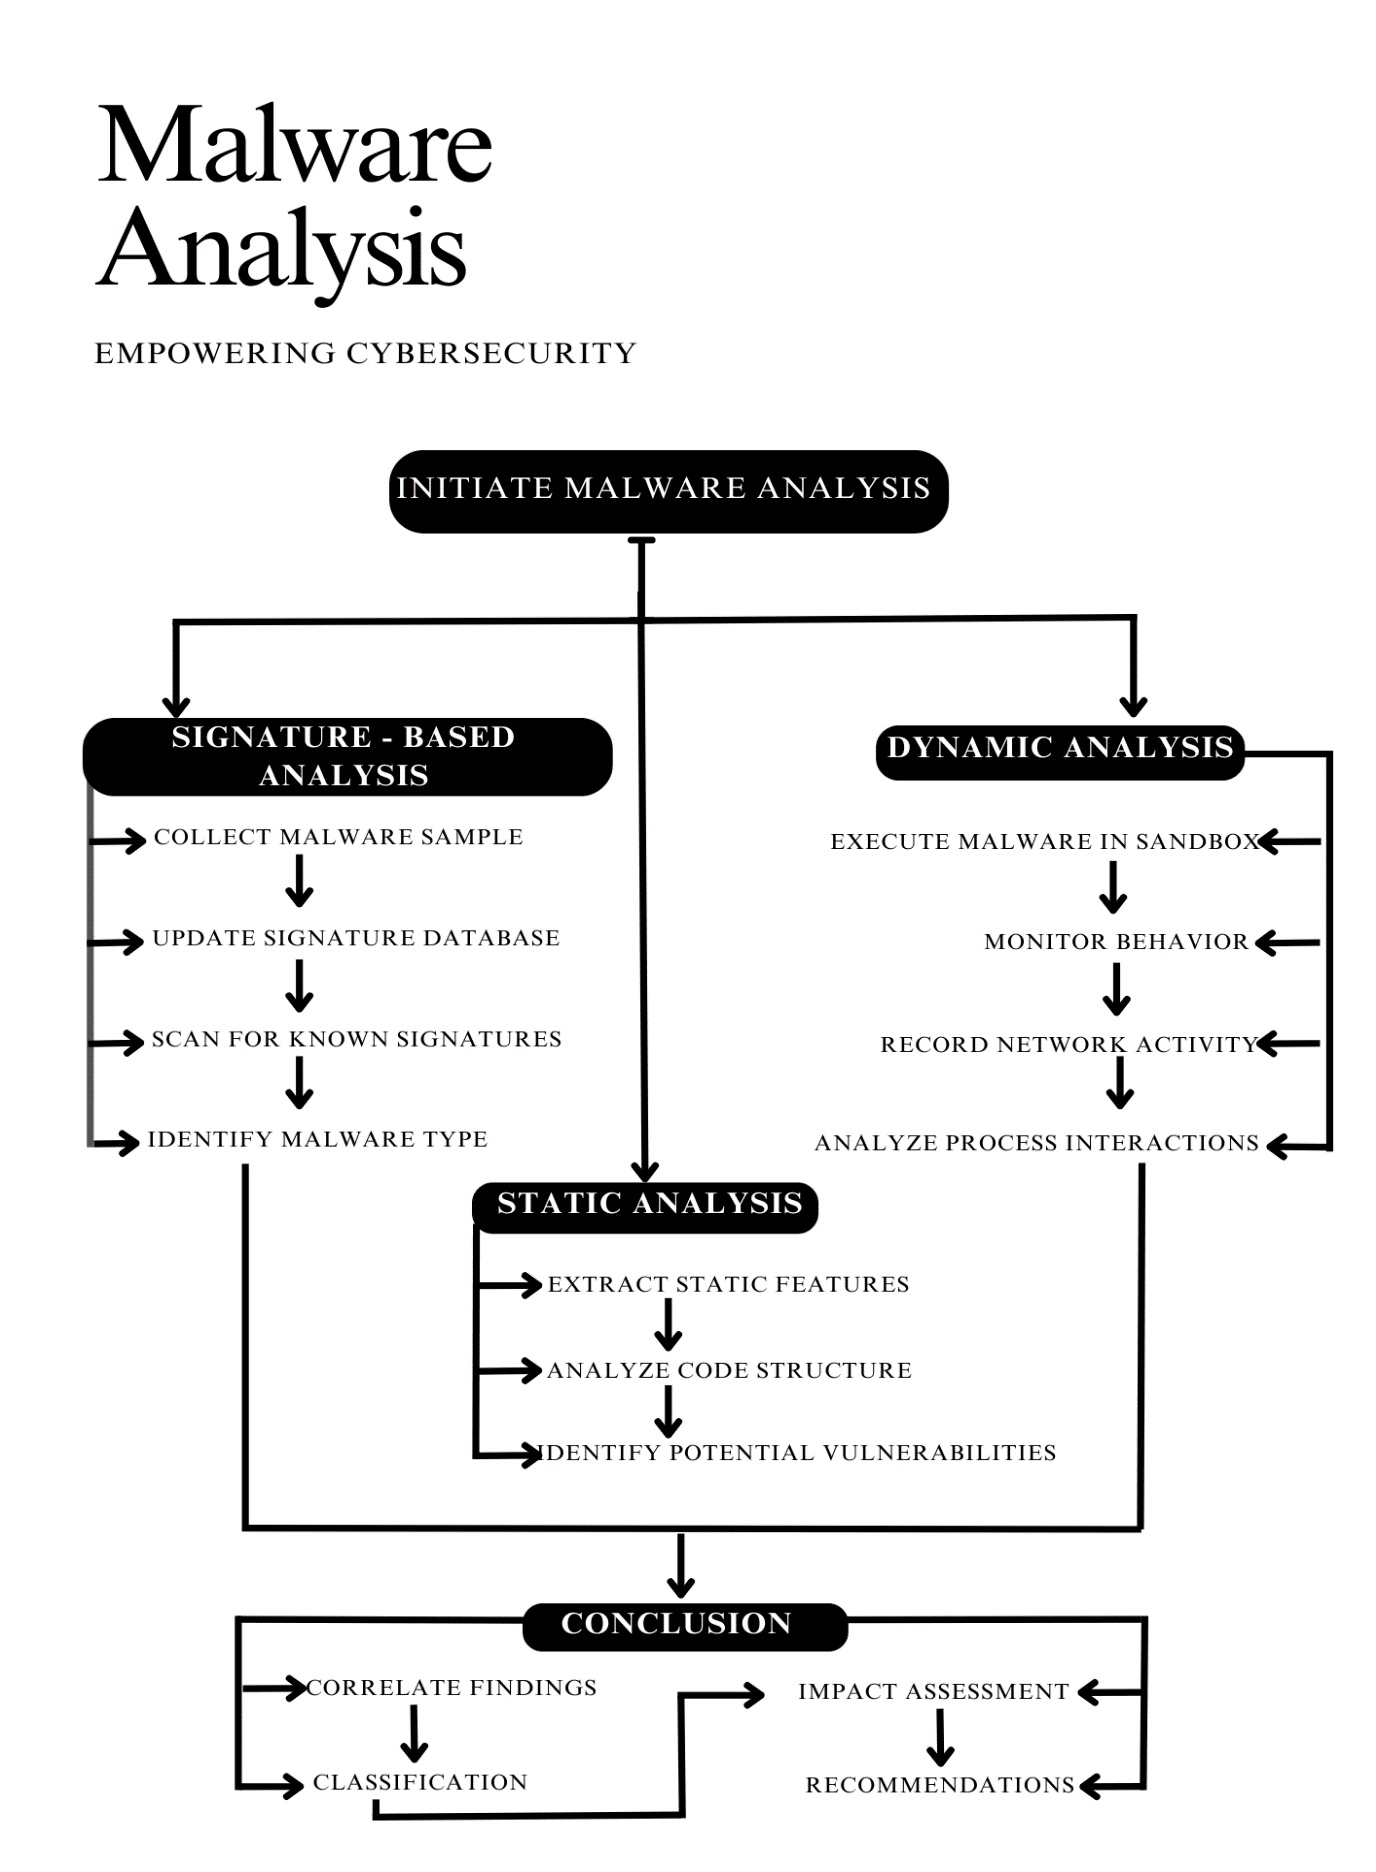 Malware
Analysis
EMPOWERING CYBERSECURITY
INITIATE MALWARE ANALYSIS
SIGNATURE - BASED
ANALYSIS
COLLECT MALWARE SAMPLE
UPDATE SIGNATURE DATABASE
SCAN FOR KNOWN SIGNATURES
IDENTIFY MALWARE TYPE
DYNAMIC ANALYSIS
EXECUTE MALWARE IN SANDBOX
MONITOR BEHAVIOR
RECORD NETWORK ACTIVITY
ANALYZE PROCESS INTERACTIONS
STATIC ANALYSIS
EXTRACT STATIC FEATURES
ANALYZE CODE STRUCTURE
IDENTIFY POTENTIAL VULNERABILITIES
CONCLUSION
CORRELATE FINDINGS
CLASSIFICATION
IMPACT ASSESSMENT
RECOMMENDATIONS